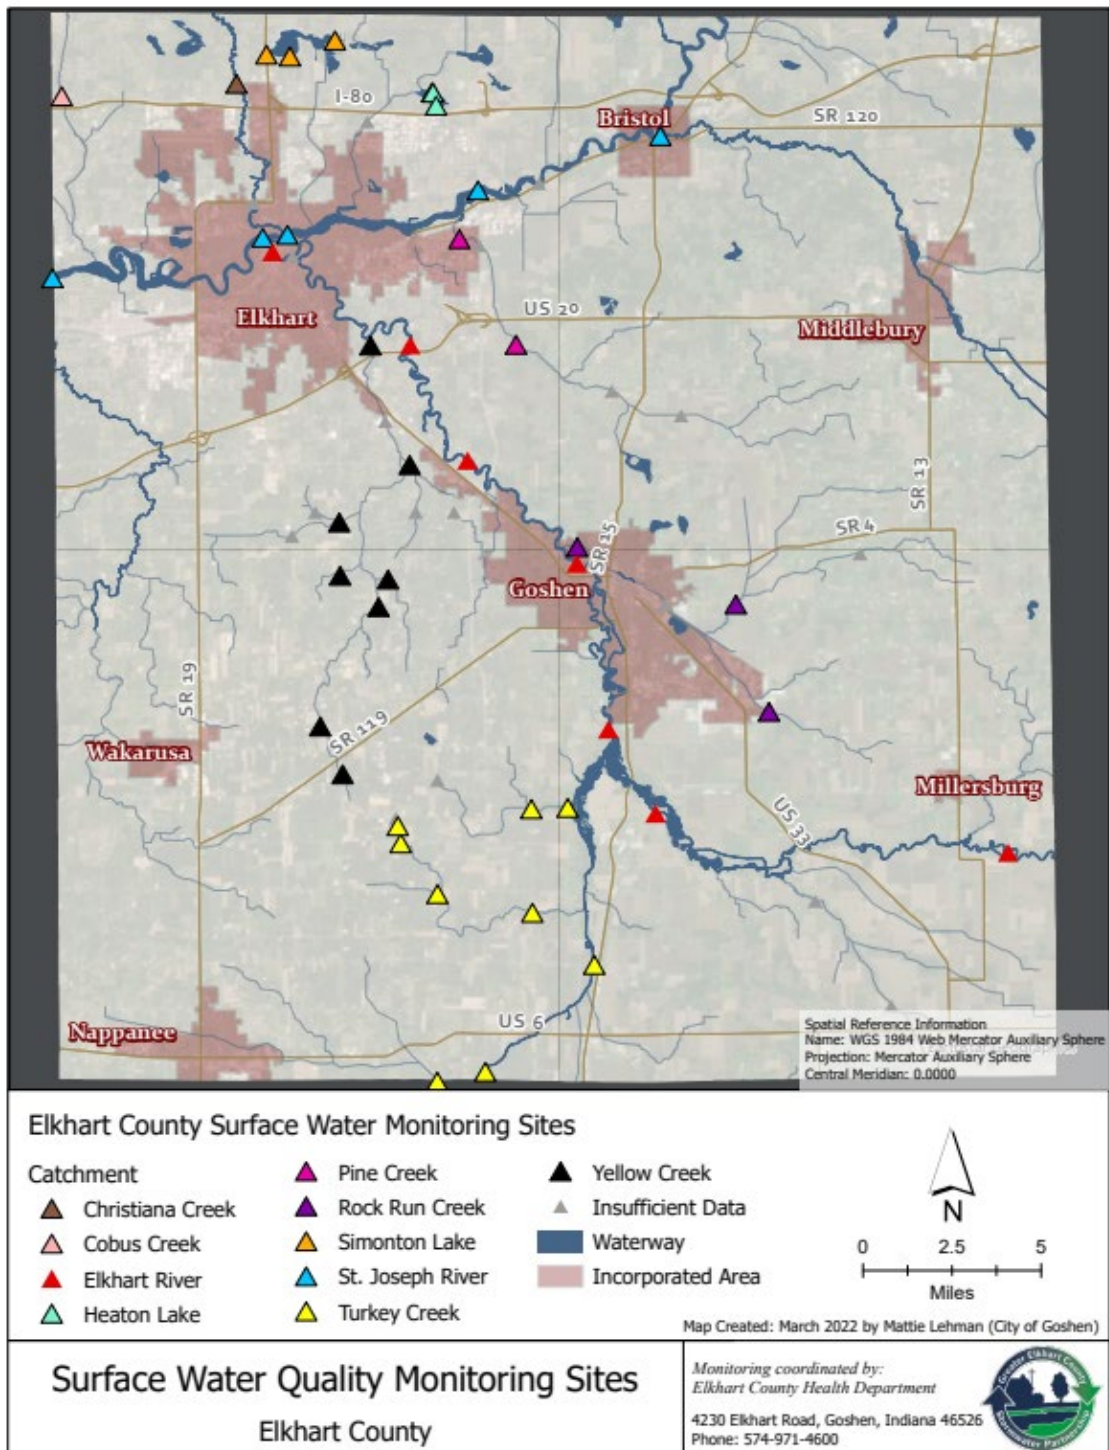 I-80
Bristol
SR 120
Elkhart
US 20
Middlebury
SR 13
SR 4
SR 15
Goshen
SR 19
SR 119
Wakarusa
Millersburg
US 33
Nappanee
US 6
Spatial Reference Information
Name: WGS 1984 Web Mercator Auxiliary Sphere
Projection: Mercator Auxiliary Sphere
Central Meridian: 0.0000
Elkhart County Surface Water Monitoring Sites
Catchment
Christiana Creek
Cobus Creek
Elkhart River
Heaton Lake
Pine Creek
Rock Run Creek
Simonton Lake
St. Joseph River
Turkey Creek
Yellow Creek
Insufficient Data
Waterway
Incorporated Area
N
0 2.5 5
Miles
Map Created: March 2022 by Mattie Lehman (City of Goshen)
Surface Water Quality Monitoring Sites
Elkhart County
Monitoring coordinated by:
Elkhart County Health Department
4230 Elkhart Road, Goshen, Indiana 46526
Phone: 574-971-4600
Greater Elkhart County
Stormwater Partnership